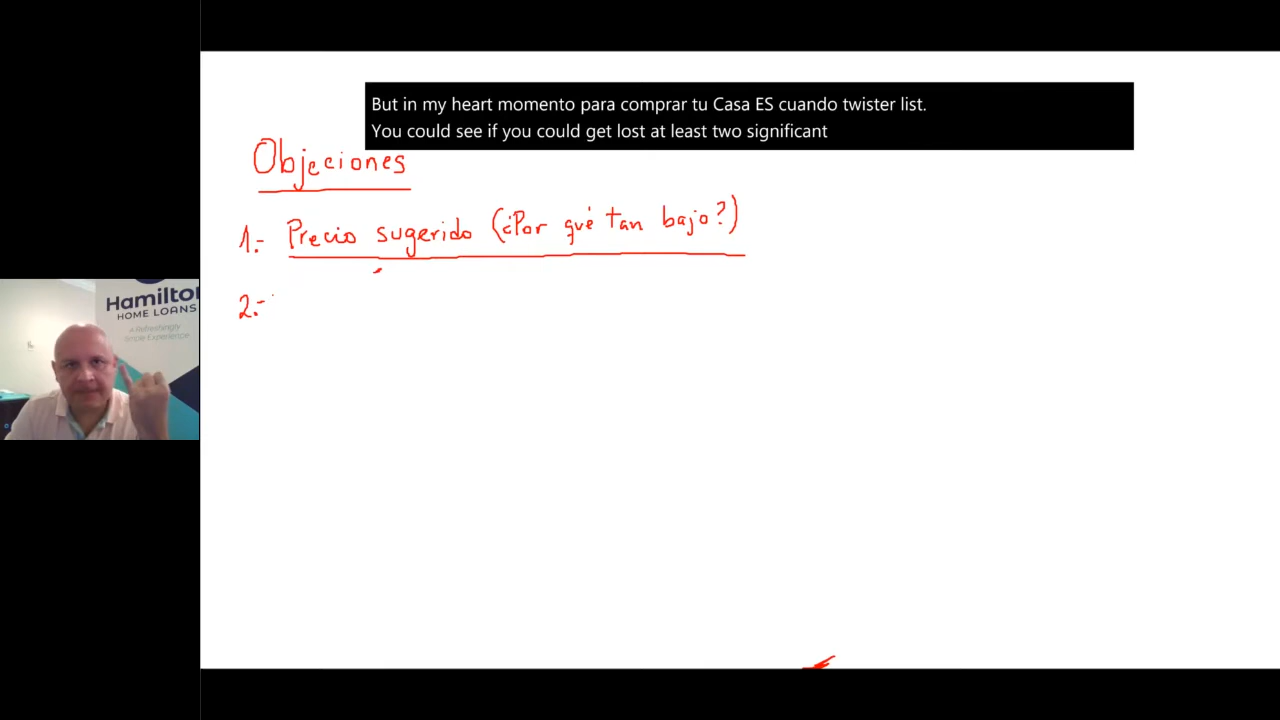 But in my heart momento para comprar tu Casa ES cuando twister list.
You could see if you could get lost at least two significant
Objeciones
1.- Precio sugerido (¿Por qué tan bajo?)
2.-
Hamilton
HOME LOANS
A Refreshingly
Simple Experience